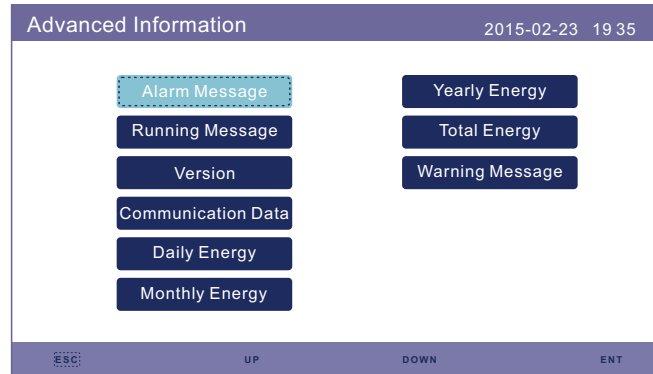 Advanced Information
2015-02-23 19 35
Alarm Message
Running Message
Version
Communication Data
Daily Energy
Monthly Energy
Yearly Energy
Total Energy
Warning Message
ESC UP DOWN ENT